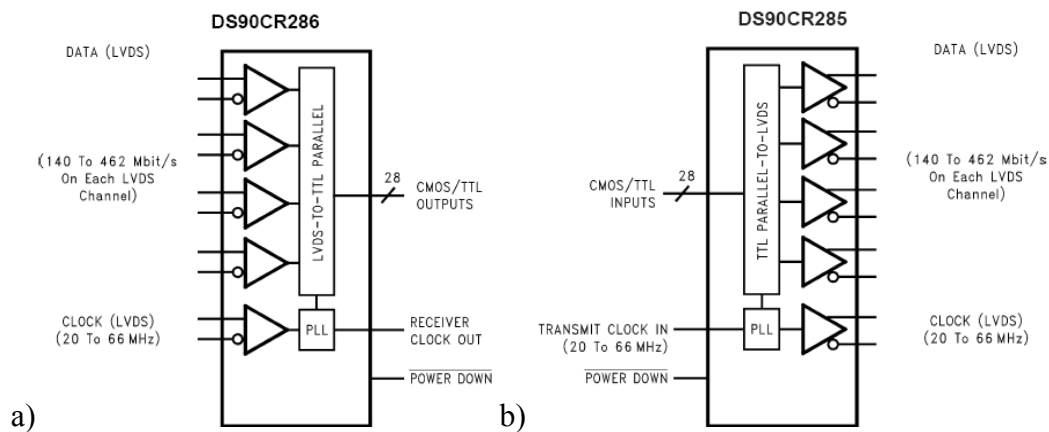 DS90CR286
DATA (LVDS)
(140 To 462 Mbit/s
On Each LVDS
Channel)
CLOCK (LVDS)
(20 To 66 MHz)
LVDS-TO-TTL PARALLEL
PLL
28
CMOS/TTL
OUTPUTS
RECEIVER
CLOCK OUT
POWER DOWN
a)
DS90CR285
28
CMOS/TTL
INPUTS
TRANSMIT CLOCK IN
(20 To 66 MHz)
POWER DOWN
TTL PARALLEL-TO-LVDS
PLL
DATA (LVDS)
(140 To 462 Mbit/s
On Each LVDS
Channel)
CLOCK (LVDS)
(20 To 66 MHz)
b)